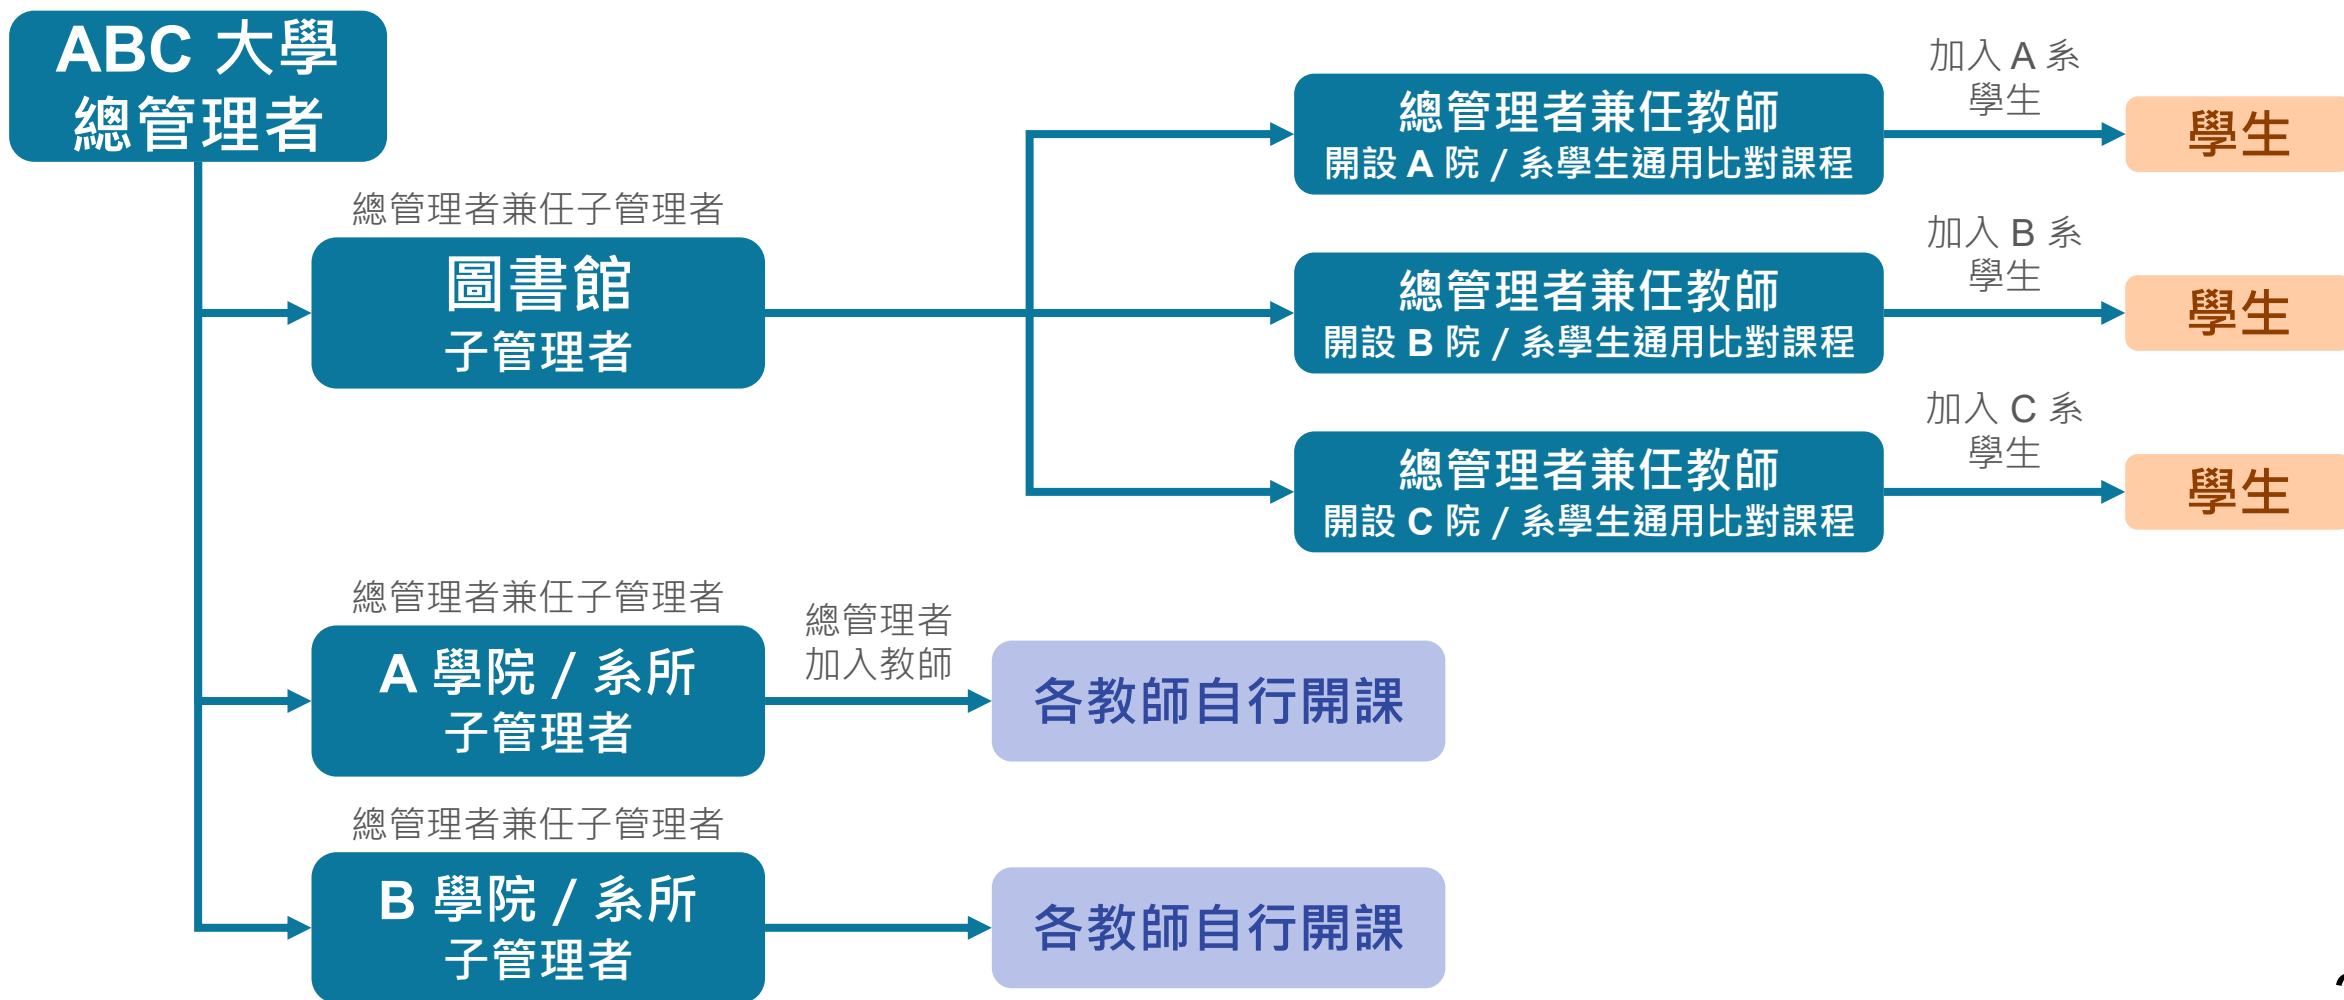 ABC 大學
總管理者
總管理者兼任子管理者
圖書館
子管理者
總管理者兼任教師
開設 A 院 / 系學生通用比對課程
加入 A 系
學生
學生
總管理者兼任教師
開設 B 院 / 系學生通用比對課程
加入 B 系
學生
學生
總管理者兼任教師
開設 C 院 / 系學生通用比對課程
加入 C 系
學生
學生
總管理者兼任子管理者
A 學院 / 系所
子管理者
總管理者
加入教師
各教師自行開課
總管理者兼任子管理者
B 學院 / 系所
子管理者
各教師自行開課